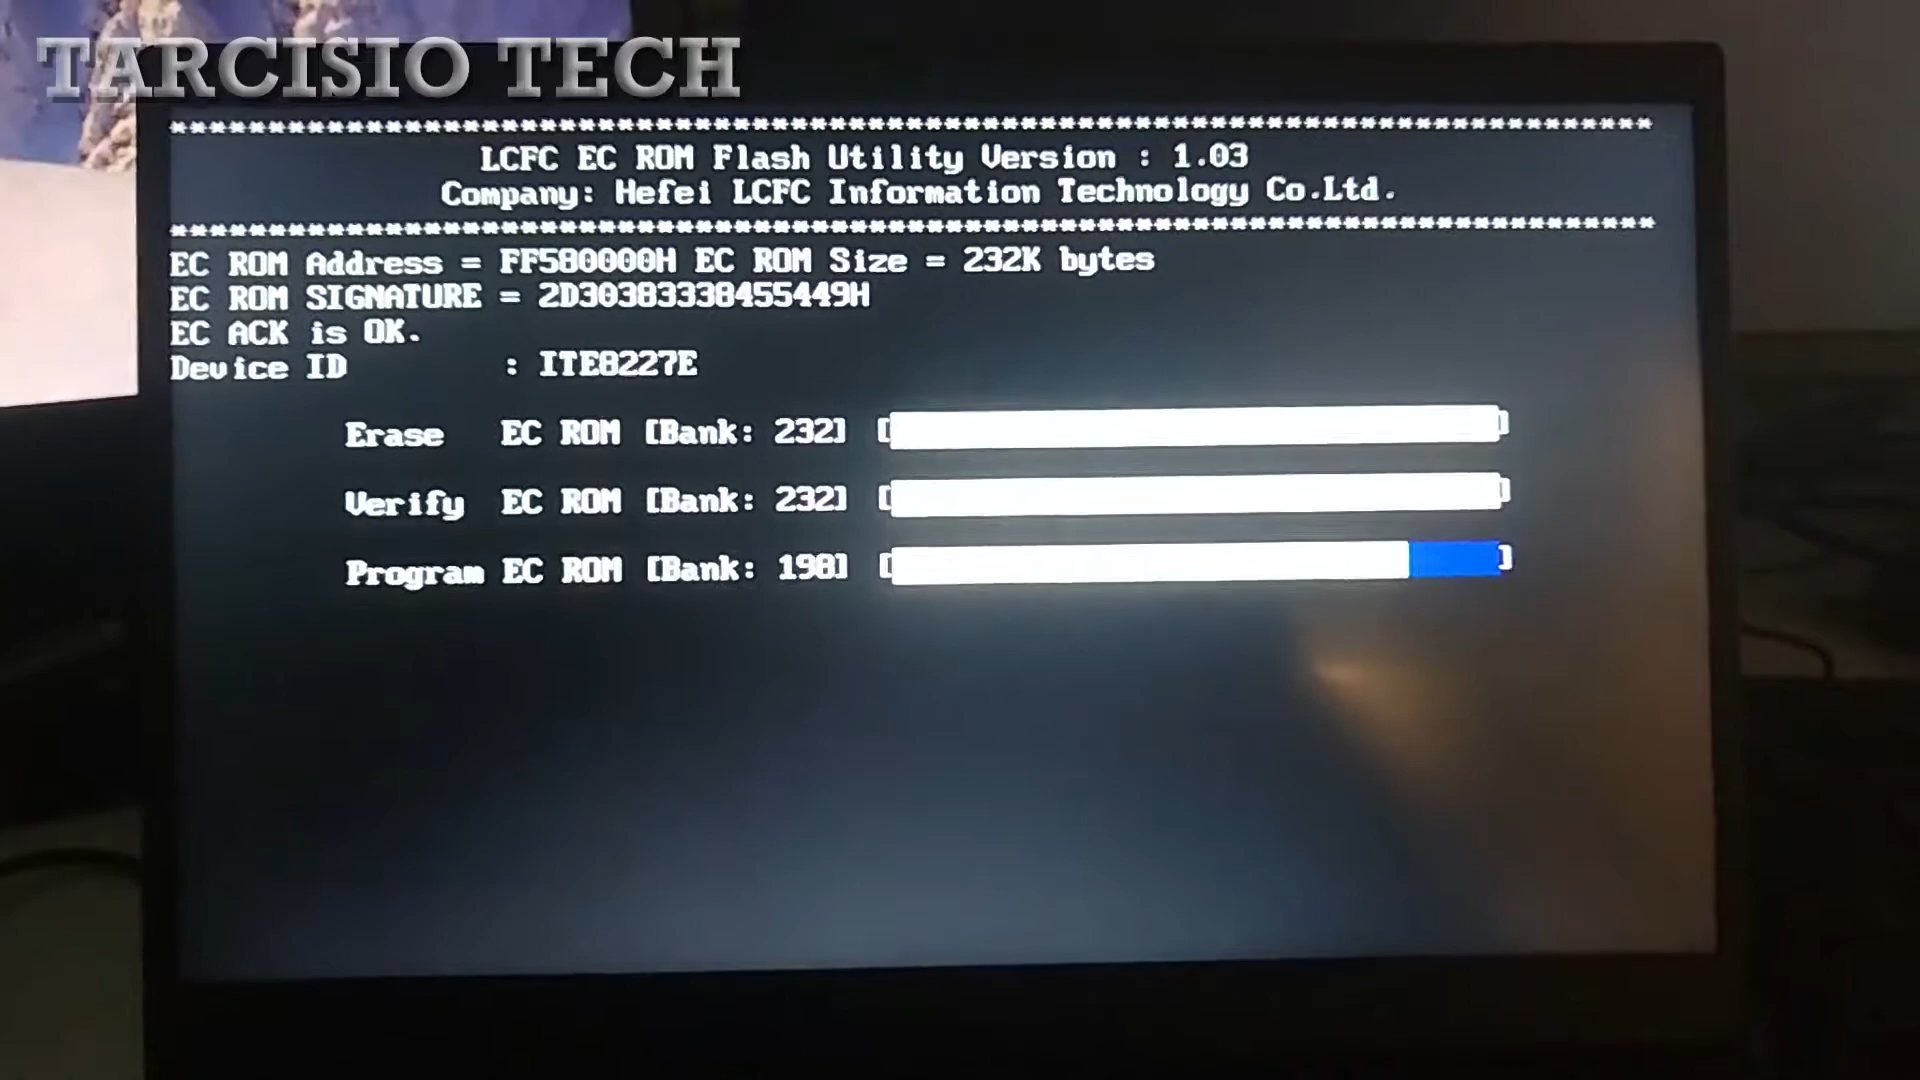 TARCISIO TECH
********************************************************************************
LCFC EC ROM Flash Utility Version : 1.03
Company: Hefei LCFC Information Technology Co.Ltd.
********************************************************************************
EC ROM Address = FF580000H EC ROM Size = 232K bytes
EC ROM SIGNATURE = 2D30383338455449H
EC ACK is OK.
Device ID : ITE8227E
Erase EC ROM [Bank: 232] [ ]
Verify EC ROM [Bank: 232] [ ]
Program EC ROM [Bank: 198] [ ]